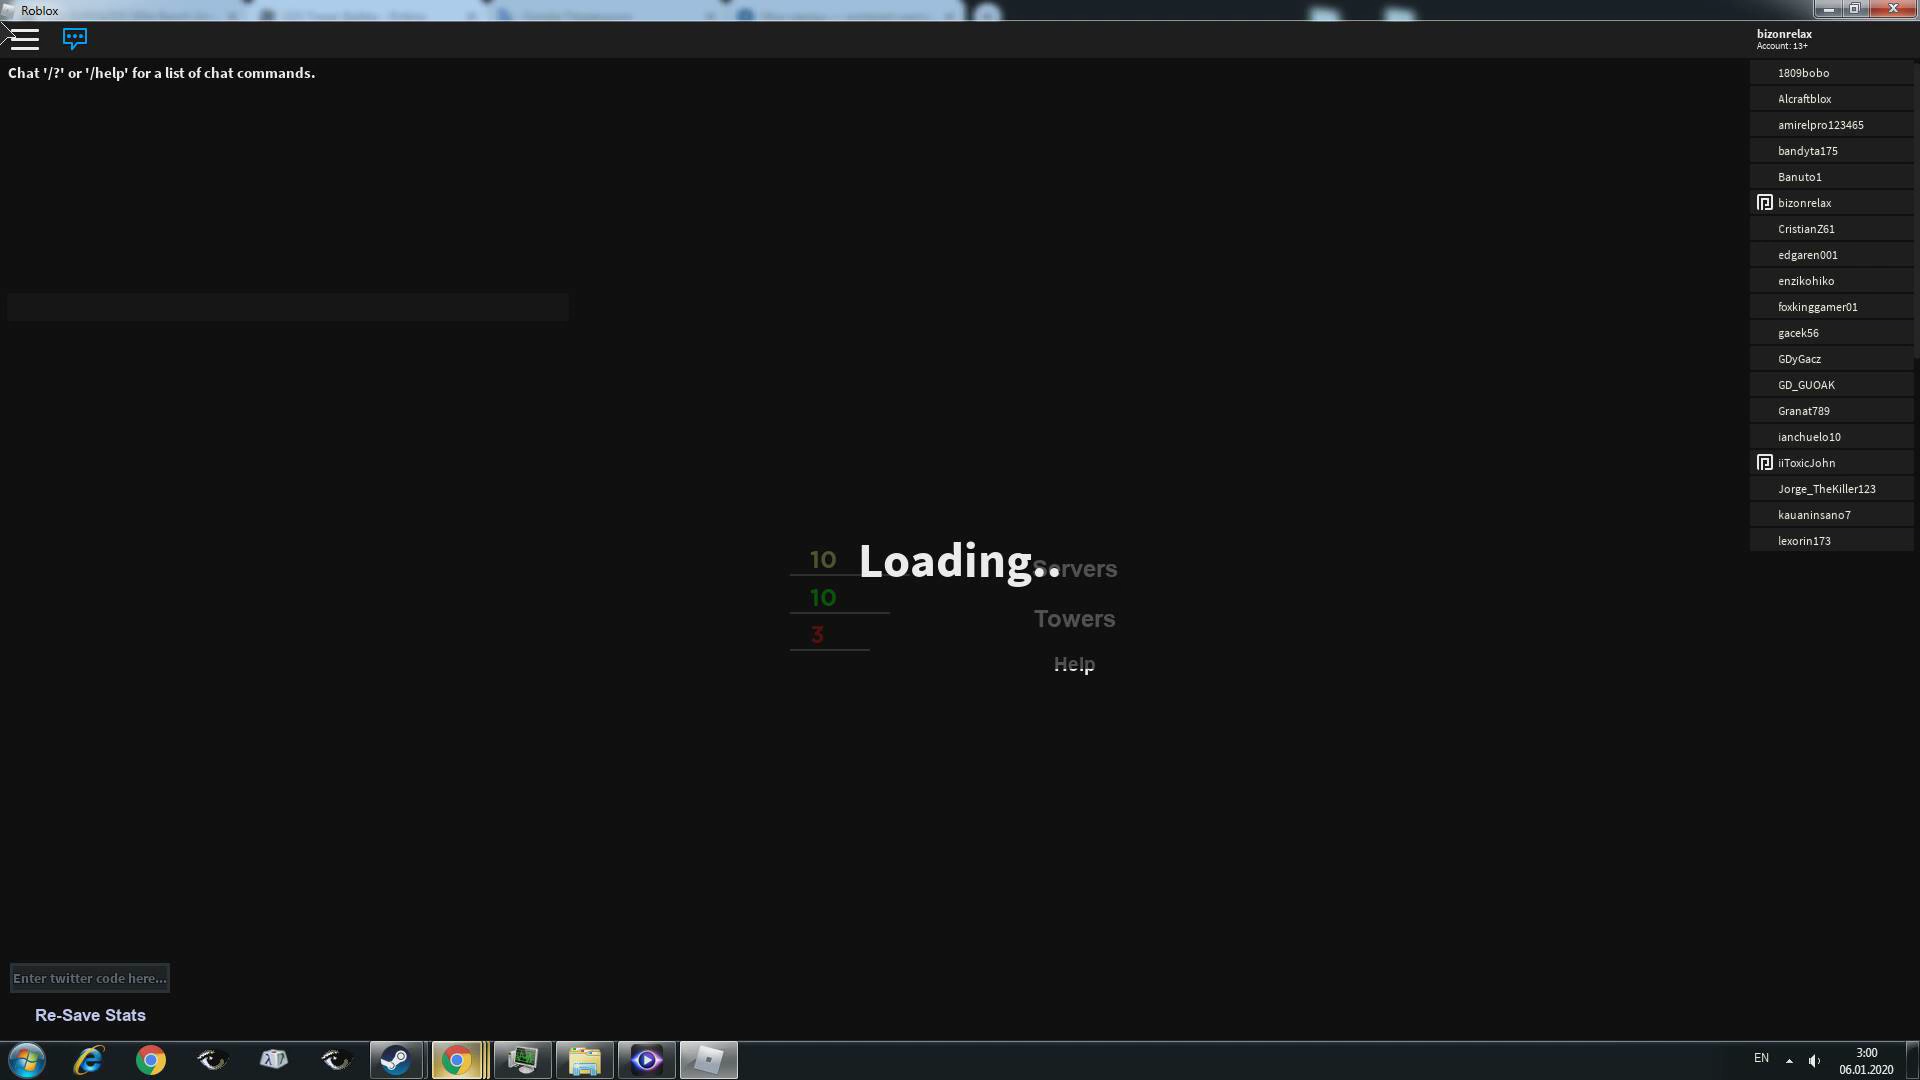 Roblox
bizonrelax
Account: 13+
Chat '/?' or '/help' for a list of chat commands.
1809bobo
Alcraftblox
amirelpro123465
bandyta175
Banuto1
bizonrelax
CristianZ61
edgaren001
enzikohiko
foxkinggamer01
gacek56
GDyGacz
GD_GUOAK
Granat789
ianchuelo10
iiToxicJohn
Jorge_TheKiller123
kauaninsano7
lexorin173
10
Loading..
Servers
10
Towers
3
Help
Enter twitter code here...
Re-Save Stats
EN
3:00
06.01.2020